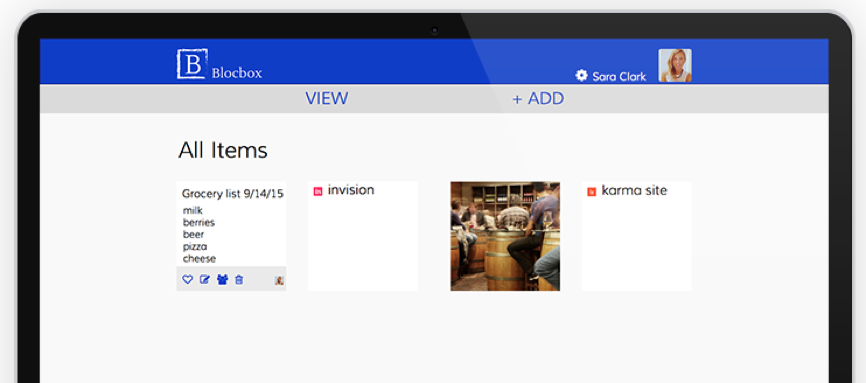 B Blocbox
Sara Clark
VIEW
+ ADD
All Items
Grocery list 9/14/15
milk
berries
beer
pizza
cheese
in invision
karma site